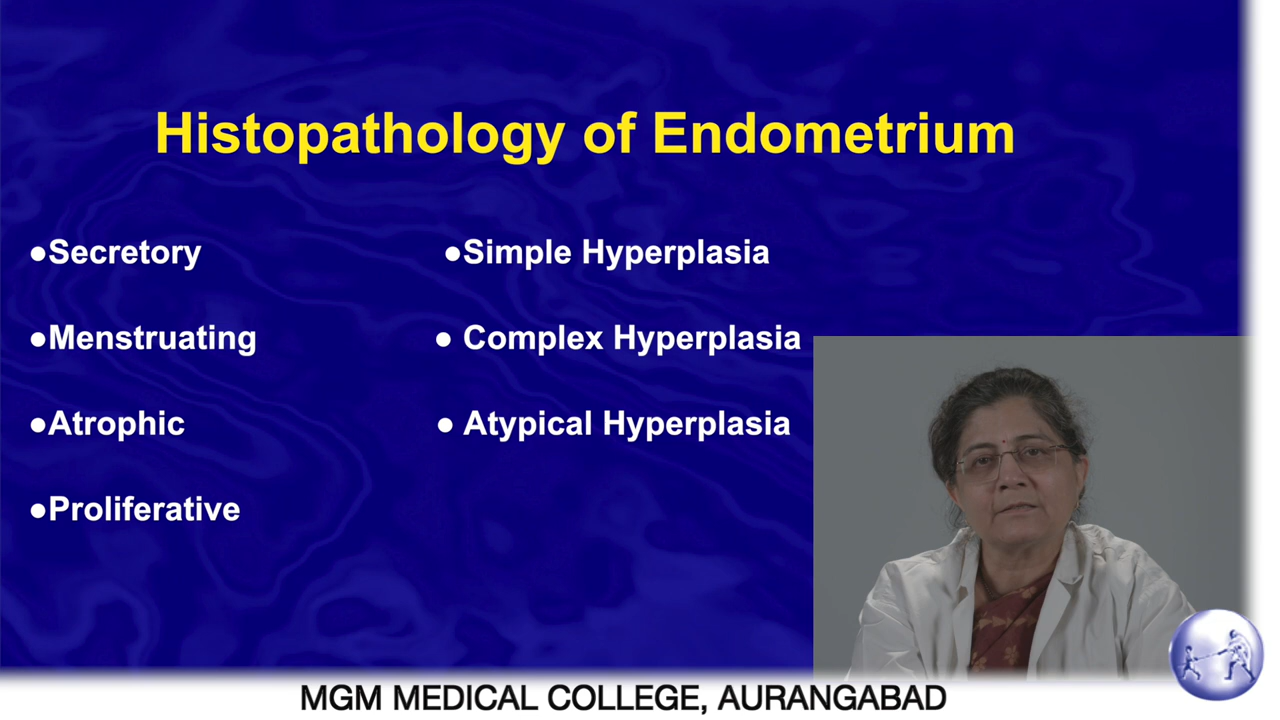 Histopathology of Endometrium
●Secretory
●Menstruating
●Atrophic
●Proliferative
●Simple Hyperplasia
● Complex Hyperplasia
● Atypical Hyperplasia
MGM MEDICAL COLLEGE, AURANGABAD